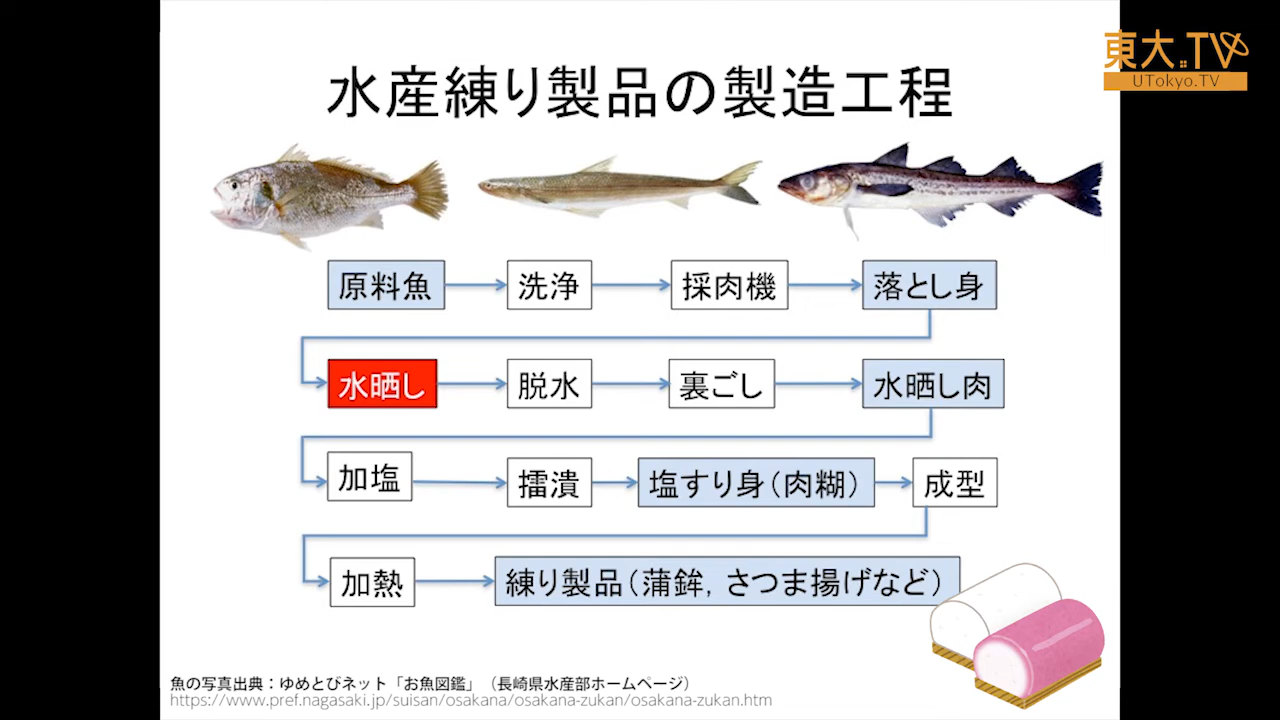 東大.TV
UTokyo.TV
水産練り製品の製造工程
原料魚
洗浄
採肉機
落とし身
水晒し
脱水
裏ごし
水晒し肉
加塩
擂潰
塩すり身(肉糊)
成型
加熱
練り製品(蒲鉾,さつま揚げなど)
魚の写真出典:ゆめとびネット「お魚図鑑」(長崎県水産部ホームページ)
https://www.pref.nagasaki.jp/suisan/osakana/osakana-zukan/osakana-zukan.htm